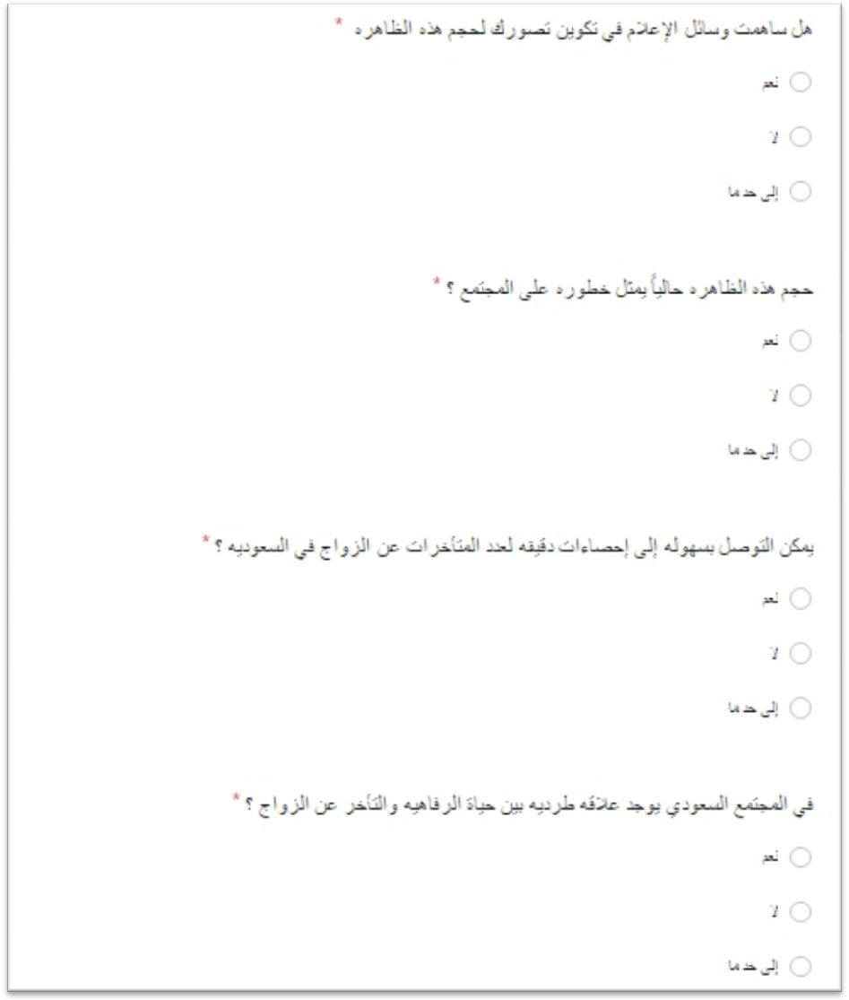 هل ساهمت وسائل الإعلام في تكوين تصورك لحجم هذه الظاهره *
نعم
لا
إلى حد ما
حجم هذه الظاهره حالياً يمثل خطوره على المجتمع ؟ *
نعم
لا
إلى حد ما
يمكن التوصل بسهوله إلى إحصاءات دقيقه لعدد المتأخرات عن الزواج في السعوديه ؟ *
نعم
لا
إلى حد ما
في المجتمع السعودي يوجد علاقه طرديه بين حياة الرفاهيه والتأخر عن الزواج ؟ *
نعم
لا
إلى حد ما